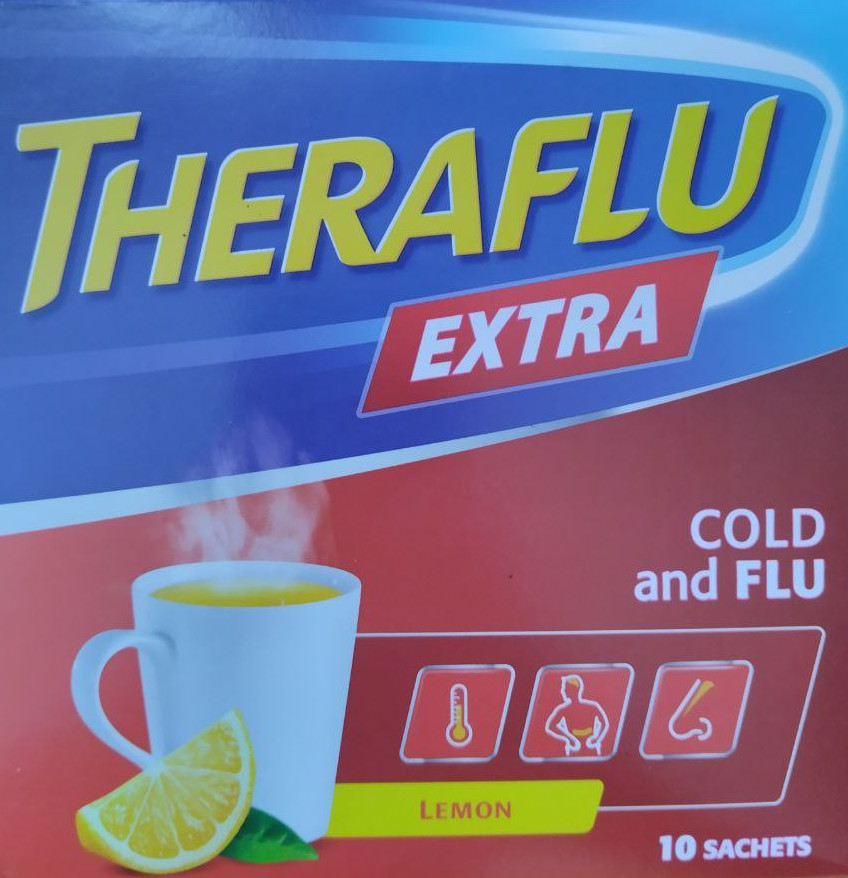 THERAFLU
EXTRA
COLD
and FLU
LEMON
10 SACHETS